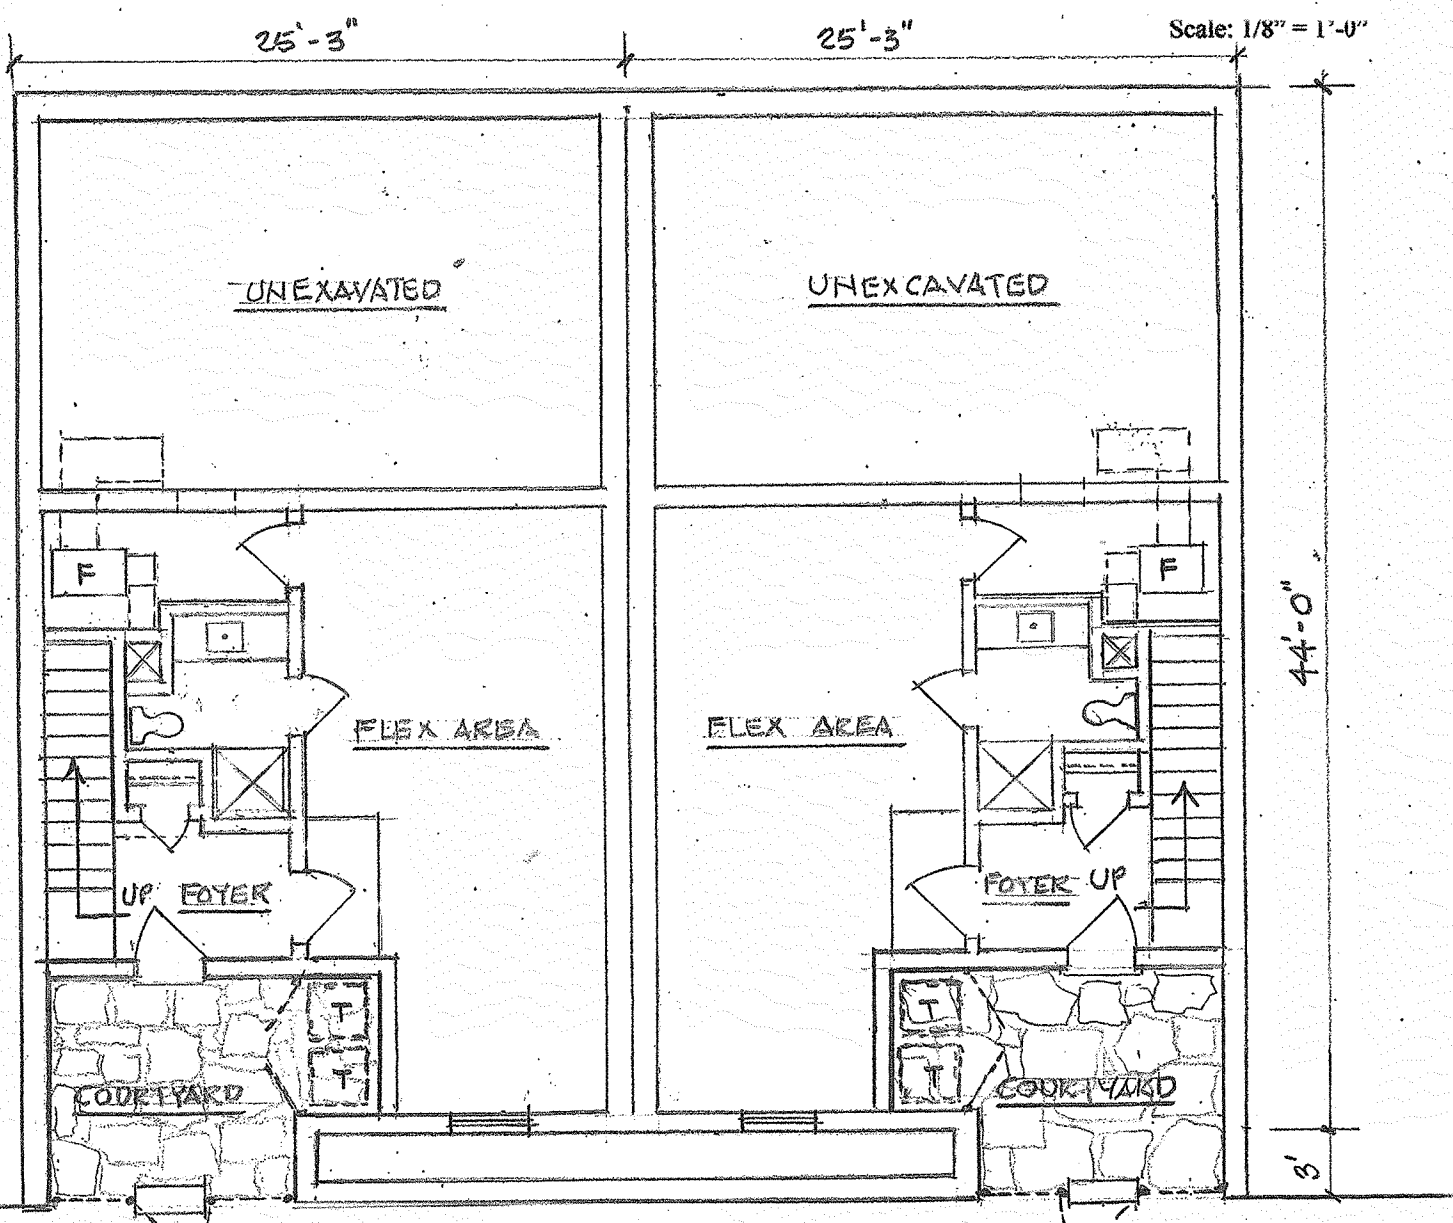 25'-3"
25'-3"
Scale: 1/8" = 1'-0"
UNEXAVATED
UNEXCAVATED
F
F
44'-0"
FLEX AREA
FLEX AREA
UP FOYER
FOYER UP
T
T
T
T
COURTYARD
COURTYARD
3'